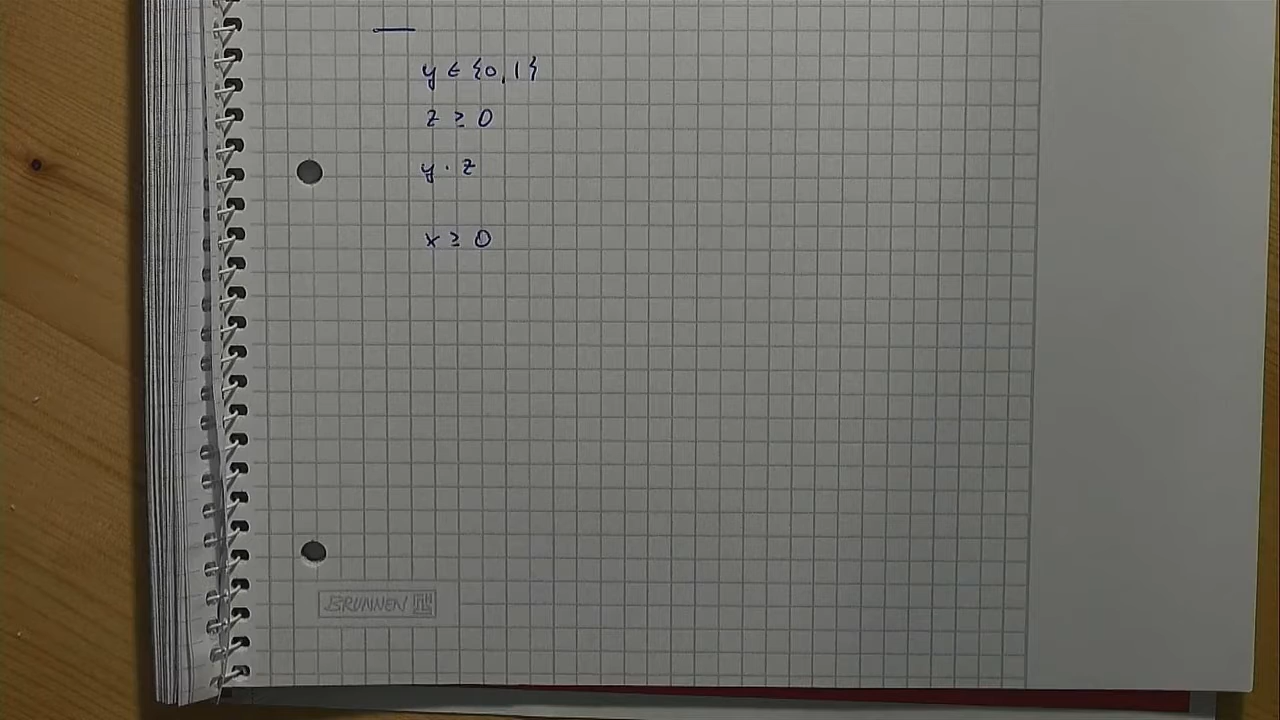 y ∈ {0,1}
z ≥ 0
y · z
x ≥ 0
BRUNNEN